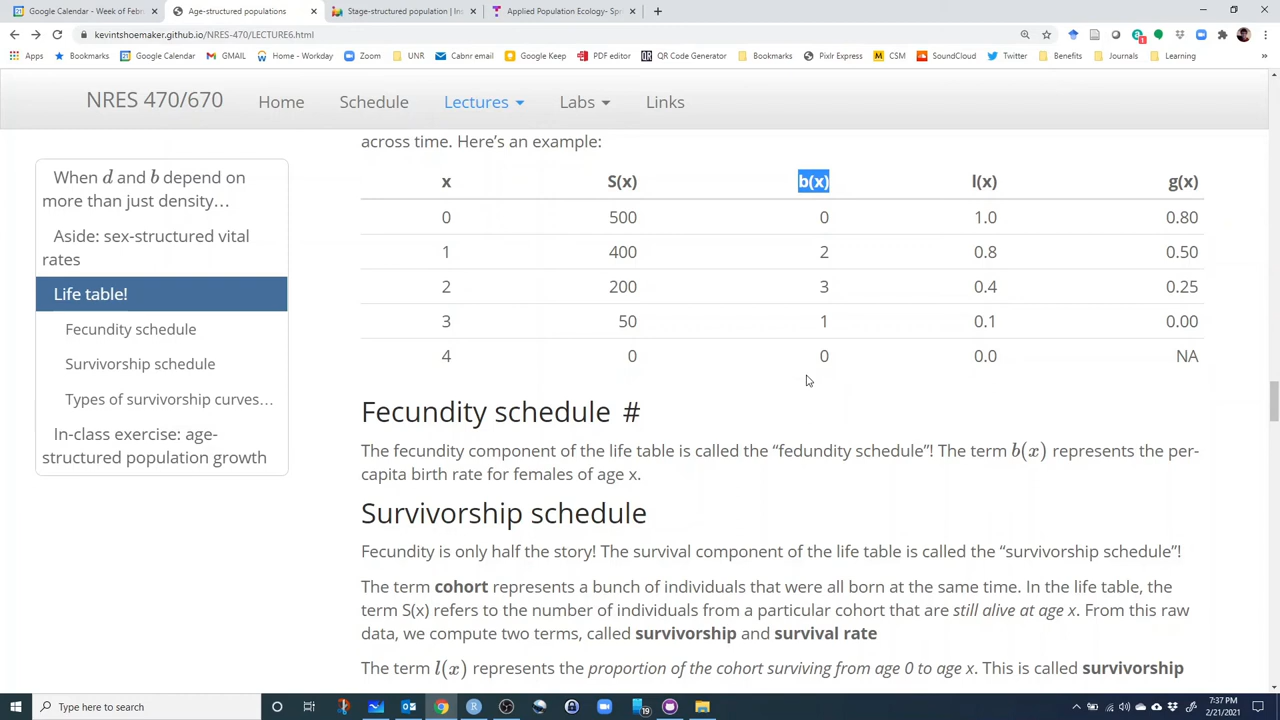 Google Calendar - Week of Februa
Age-structured populations
Stage-structured population | Ins
Applied Population Ecology- Spr
kevintshoemaker.github.io/NRES-470/LECTURE6.html
Apps
Bookmarks
Google Calendar
GMAIL
Home - Workday
Zoom
UNR
Cabnr email
Google Keep
PDF editor
QR Code Generator
Bookmarks
Pixlr Express
CSM
SoundCloud
Twitter
Benefits
Journals
Learning
NRES 470/670 Home Schedule Lectures Labs Links
When d and b depend on
more than just density…
Aside: sex-structured vital
rates
Life table!
Fecundity schedule
Survivorship schedule
Types of survivorship curves…
In-class exercise: age-
structured population growth
across time. Here's an example:
x S(x) b(x) l(x) g(x)
0 500 0 1.0 0.80
1 400 2 0.8 0.50
2 200 3 0.4 0.25
3 50 1 0.1 0.00
4 0 0 0.0 NA
Fecundity schedule #
The fecundity component of the life table is called the “fedundity schedule”! The term b(x) represents the per-
capita birth rate for females of age x.
Survivorship schedule
Fecundity is only half the story! The survival component of the life table is called the “survivorship schedule”!
The term cohort represents a bunch of individuals that were all born at the same time. In the life table, the
term S(x) refers to the number of individuals from a particular cohort that are still alive at age x. From this raw
data, we compute two terms, called survivorship and survival rate
The term l(x) represents the proportion of the cohort surviving from age 0 to age x. This is called survivorship
Type here to search
19
7:37 PM
2/21/2021